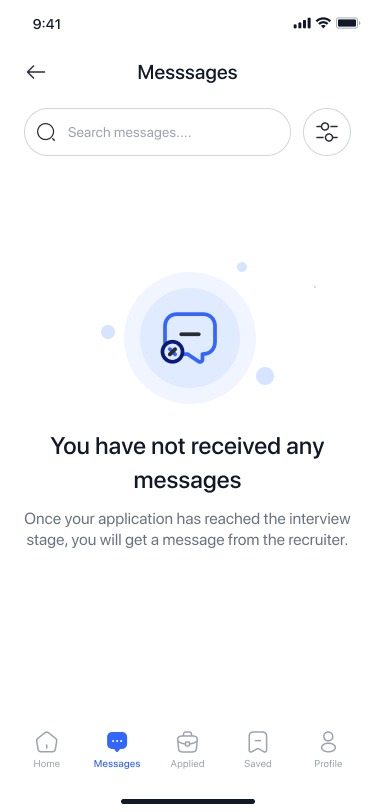 9:41
Messsages
Search messages....
You have not received any
messages
Once your application has reached the interview
stage, you will get a message from the recruiter.
Home
Messages
Applied
Saved
Profile